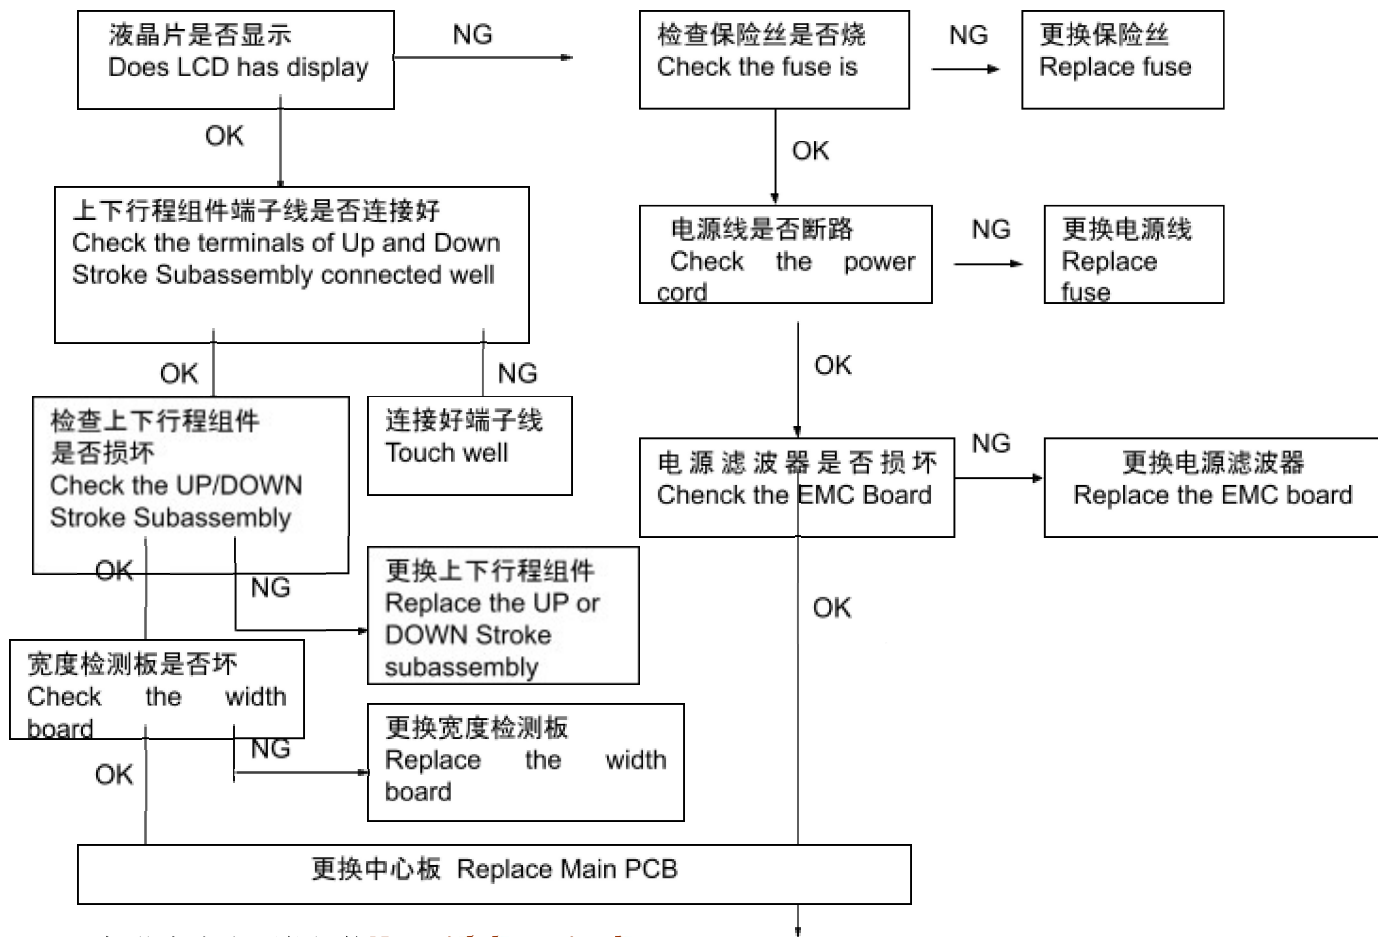 液晶片是否显示
Does LCD has display
NG
检查保险丝是否烧
Check the fuse is
NG
更换保险丝
Replace fuse
OK
OK
上下行程组件端子线是否连接好
Check the terminals of Up and Down
Stroke Subassembly connected well
电源线是否断路
Check the power
cord
NG
更换电源线
Replace
fuse
OK
NG
OK
检查上下行程组件
是否损坏
Check the UP/DOWN
Stroke Subassembly
连接好端子线
Touch well
电源滤波器是否损坏
Chenck the EMC Board
NG
更换电源滤波器
Replace the EMC board
OK
NG
更换上下行程组件
Replace the UP or
DOWN Stroke
subassembly
OK
宽度检测板是否坏
Check the width
board
NG
OK
更换宽度检测板
Replace the width
board
更换中心板 Replace Main PCB